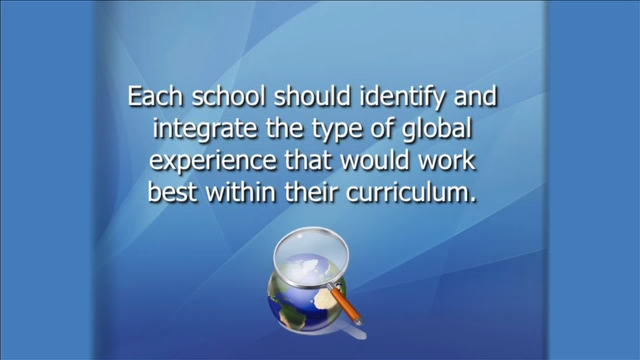 Each school should identify and
integrate the type of global
experience that would work
best within their curriculum.